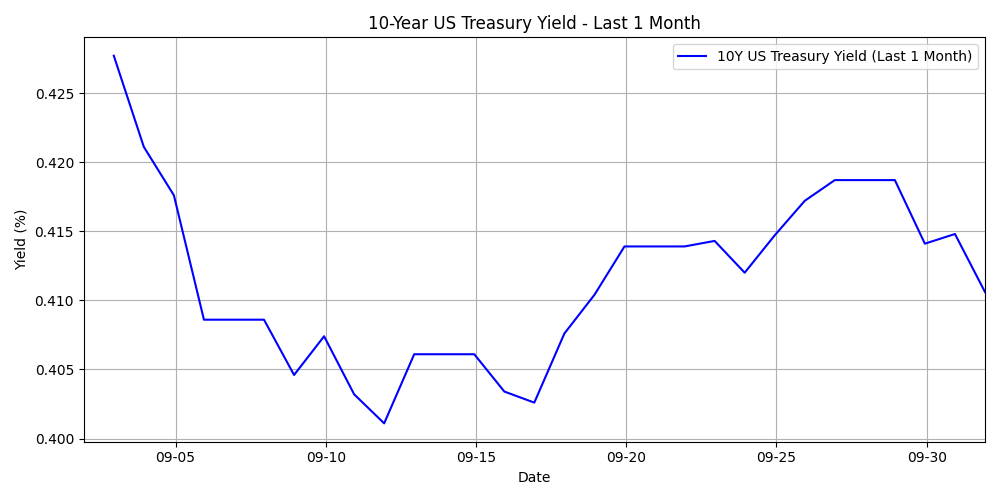 10-Year US Treasury Yield - Last 1 Month
10Y US Treasury Yield (Last 1 Month)
Yield (%)
0.425
0.420
0.415
0.410
0.405
0.400
09-05 09-10 09-15 09-20 09-25 09-30
Date